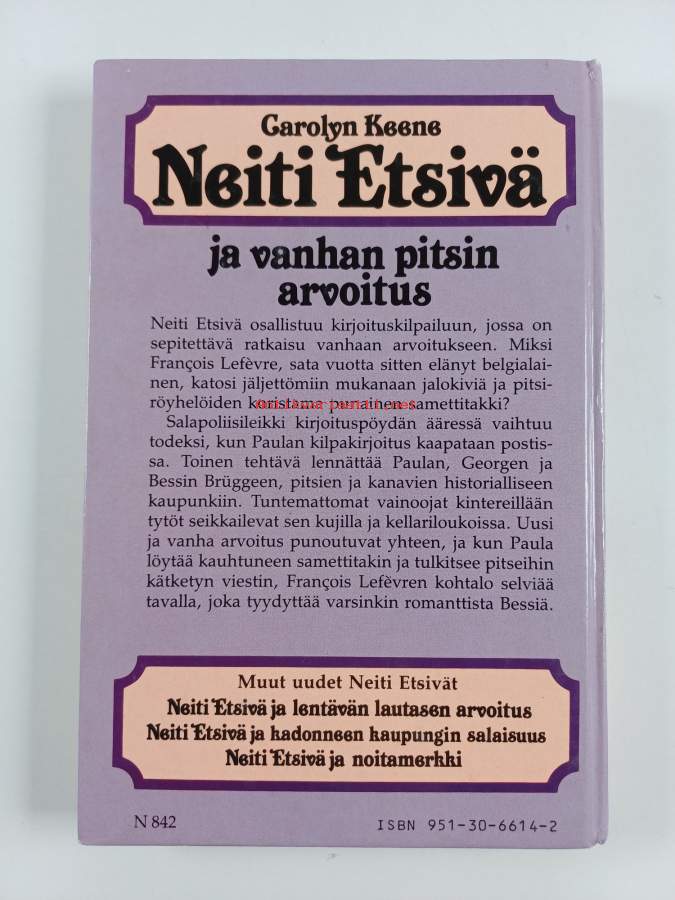 Carolyn Keene
Neiti Etsivä
ja vanhan pitsin
arvoitus
Neiti Etsivä osallistuu kirjoituskilpailuun, jossa on
sepitettävä ratkaisu vanhaan arvoitukseen. Miksi
François Lefèvre, sata vuotta sitten elänyt belgialai-
nen, katosi jäljettömiin mukanaan jalokiviä ja pitsi-
röyhelöiden koristama punainen samettitakki?
antikvariaatti.net
Salapoliisileikki kirjoituspöydän ääressä vaihtuu
todeksi, kun Paulan kilpakirjoitus kaapataan postis-
sa. Toinen tehtävä lennättää Paulan, Georgen ja
Bessin Brüggeen, pitsien ja kanavien historialliseen
kaupunkiin. Tuntemattomat vainoojat kintereillään
tytöt seikkailevat sen kujilla ja kellariloukoissa. Uusi
ja vanha arvoitus punoutuvat yhteen, ja kun Paula
löytää kauhtuneen samettitakin ja tulkitsee pitseihin
kätketyn viestin, François Lefèvren kohtalo selviää
tavalla, joka tyydyttää varsinkin romanttista Bessiä.
Muut uudet Neiti Etsivät
Neiti Etsivä ja lentävän lautasen arvoitus
Neiti Etsivä ja kadonneen kaupungin salaisuus
Neiti Etsivä ja noitamerkki
N 842
ISBN 951-30-6614-2